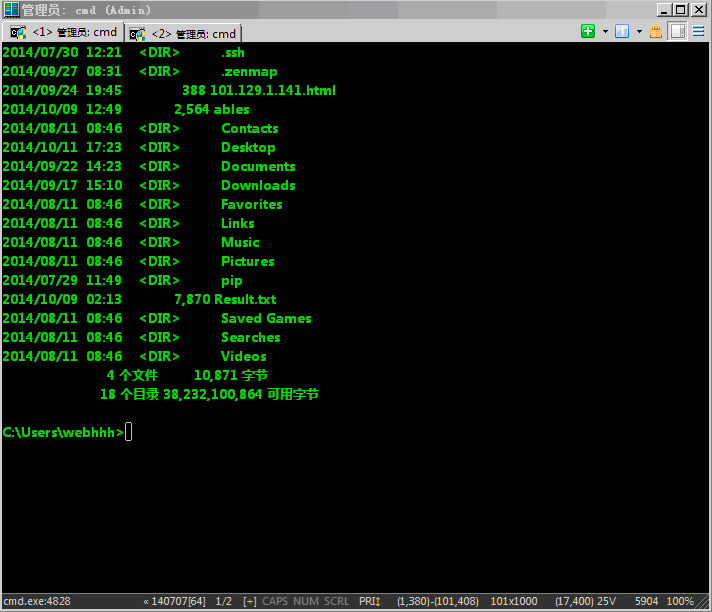 管理员: cmd (Admin)
<1> 管理员: cmd <2> 管理员: cmd
2014/07/30 12:21 <DIR> .ssh
2014/09/27 08:31 <DIR> .zenmap
2014/09/24 19:45 388 101.129.1.141.html
2014/10/09 12:49 2,564 ables
2014/08/11 08:46 <DIR> Contacts
2014/10/11 17:23 <DIR> Desktop
2014/09/22 14:23 <DIR> Documents
2014/09/17 15:10 <DIR> Downloads
2014/08/11 08:46 <DIR> Favorites
2014/08/11 08:46 <DIR> Links
2014/08/11 08:46 <DIR> Music
2014/08/11 08:46 <DIR> Pictures
2014/07/29 11:49 <DIR> pip
2014/10/09 02:13 7,870 Result.txt
2014/08/11 08:46 <DIR> Saved Games
2014/08/11 08:46 <DIR> Searches
2014/08/11 08:46 <DIR> Videos
4 个文件 10,871 字节
18 个目录 38,232,100,864 可用字节
C:\Users\webhhh>
cmd.exe:4828 « 140707[64] 1/2 [+] CAPS NUM SCRL PRI↕ (1,380)-(101,408) 101x1000 (17,400) 25V 5904 100%